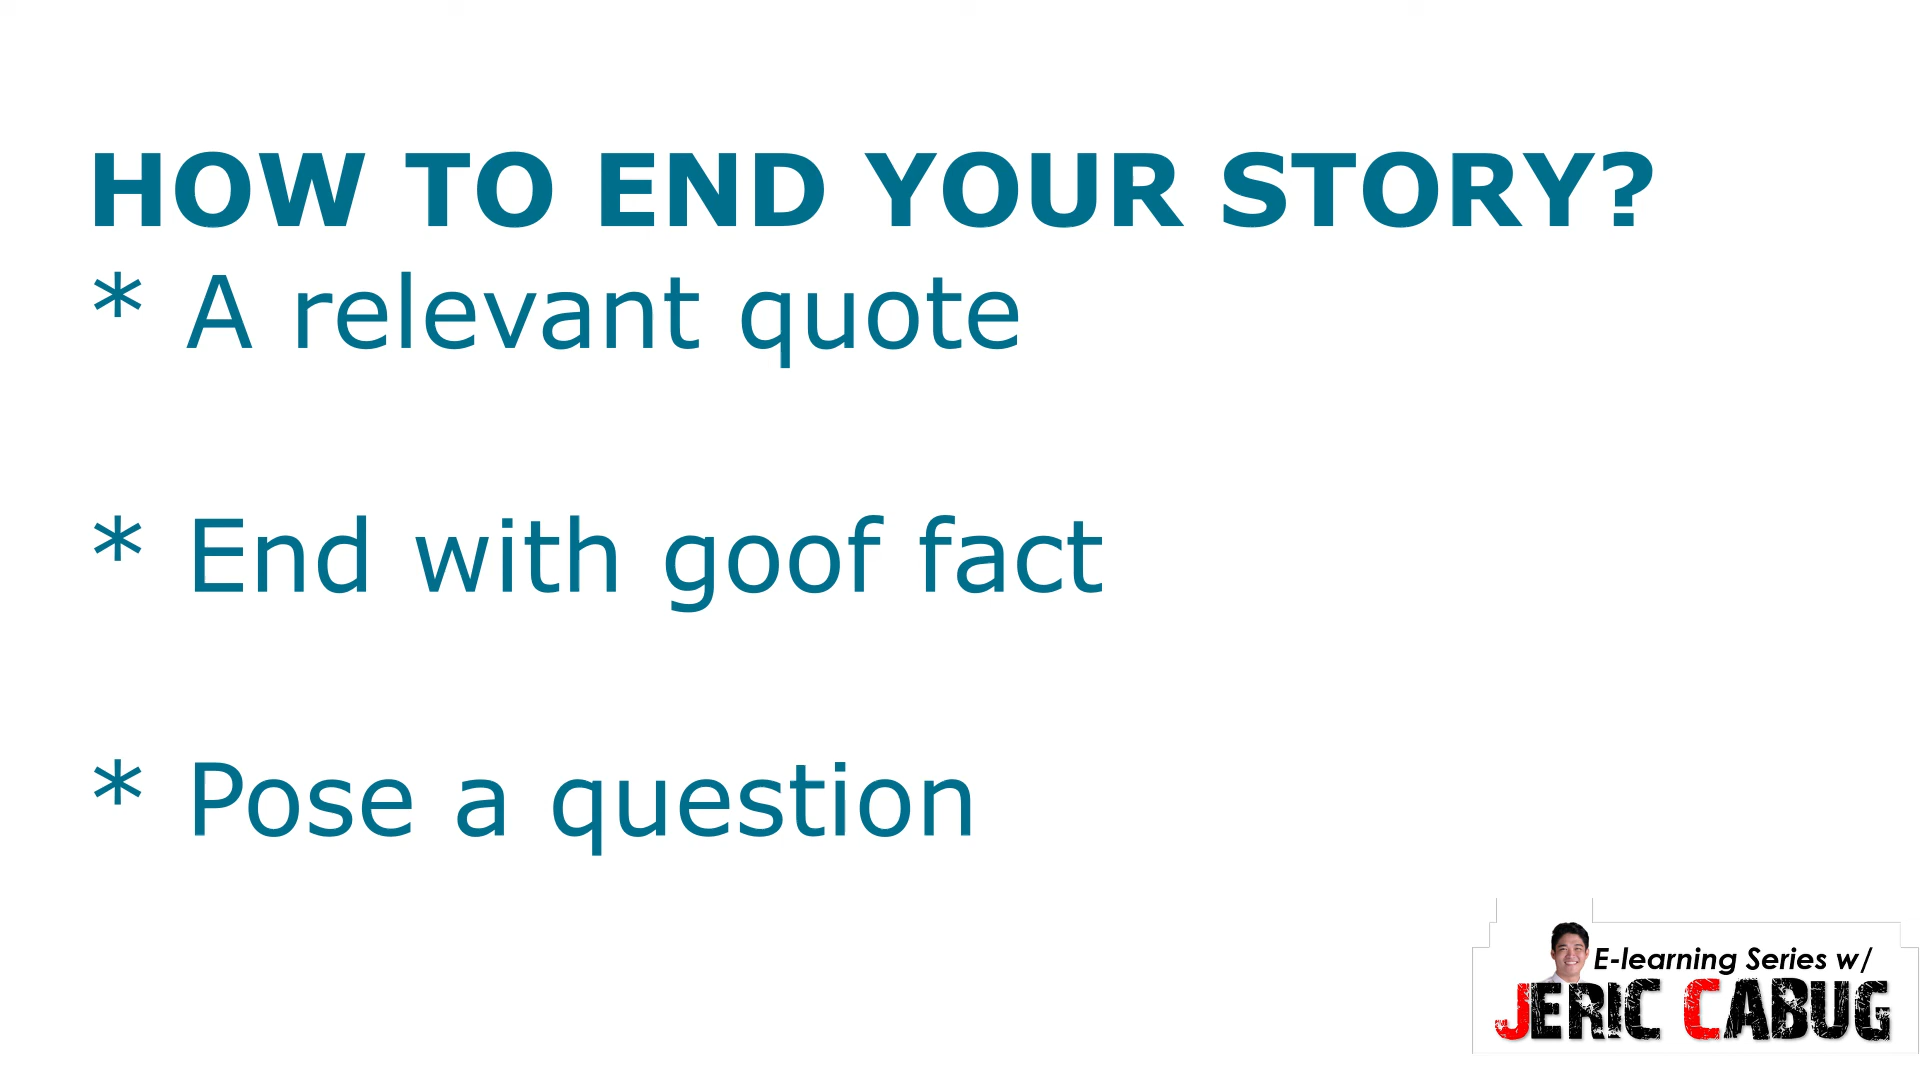 HOW TO END YOUR STORY?
* A relevant quote
* End with goof fact
* Pose a question
E-learning Series w/
JERIC CABUG